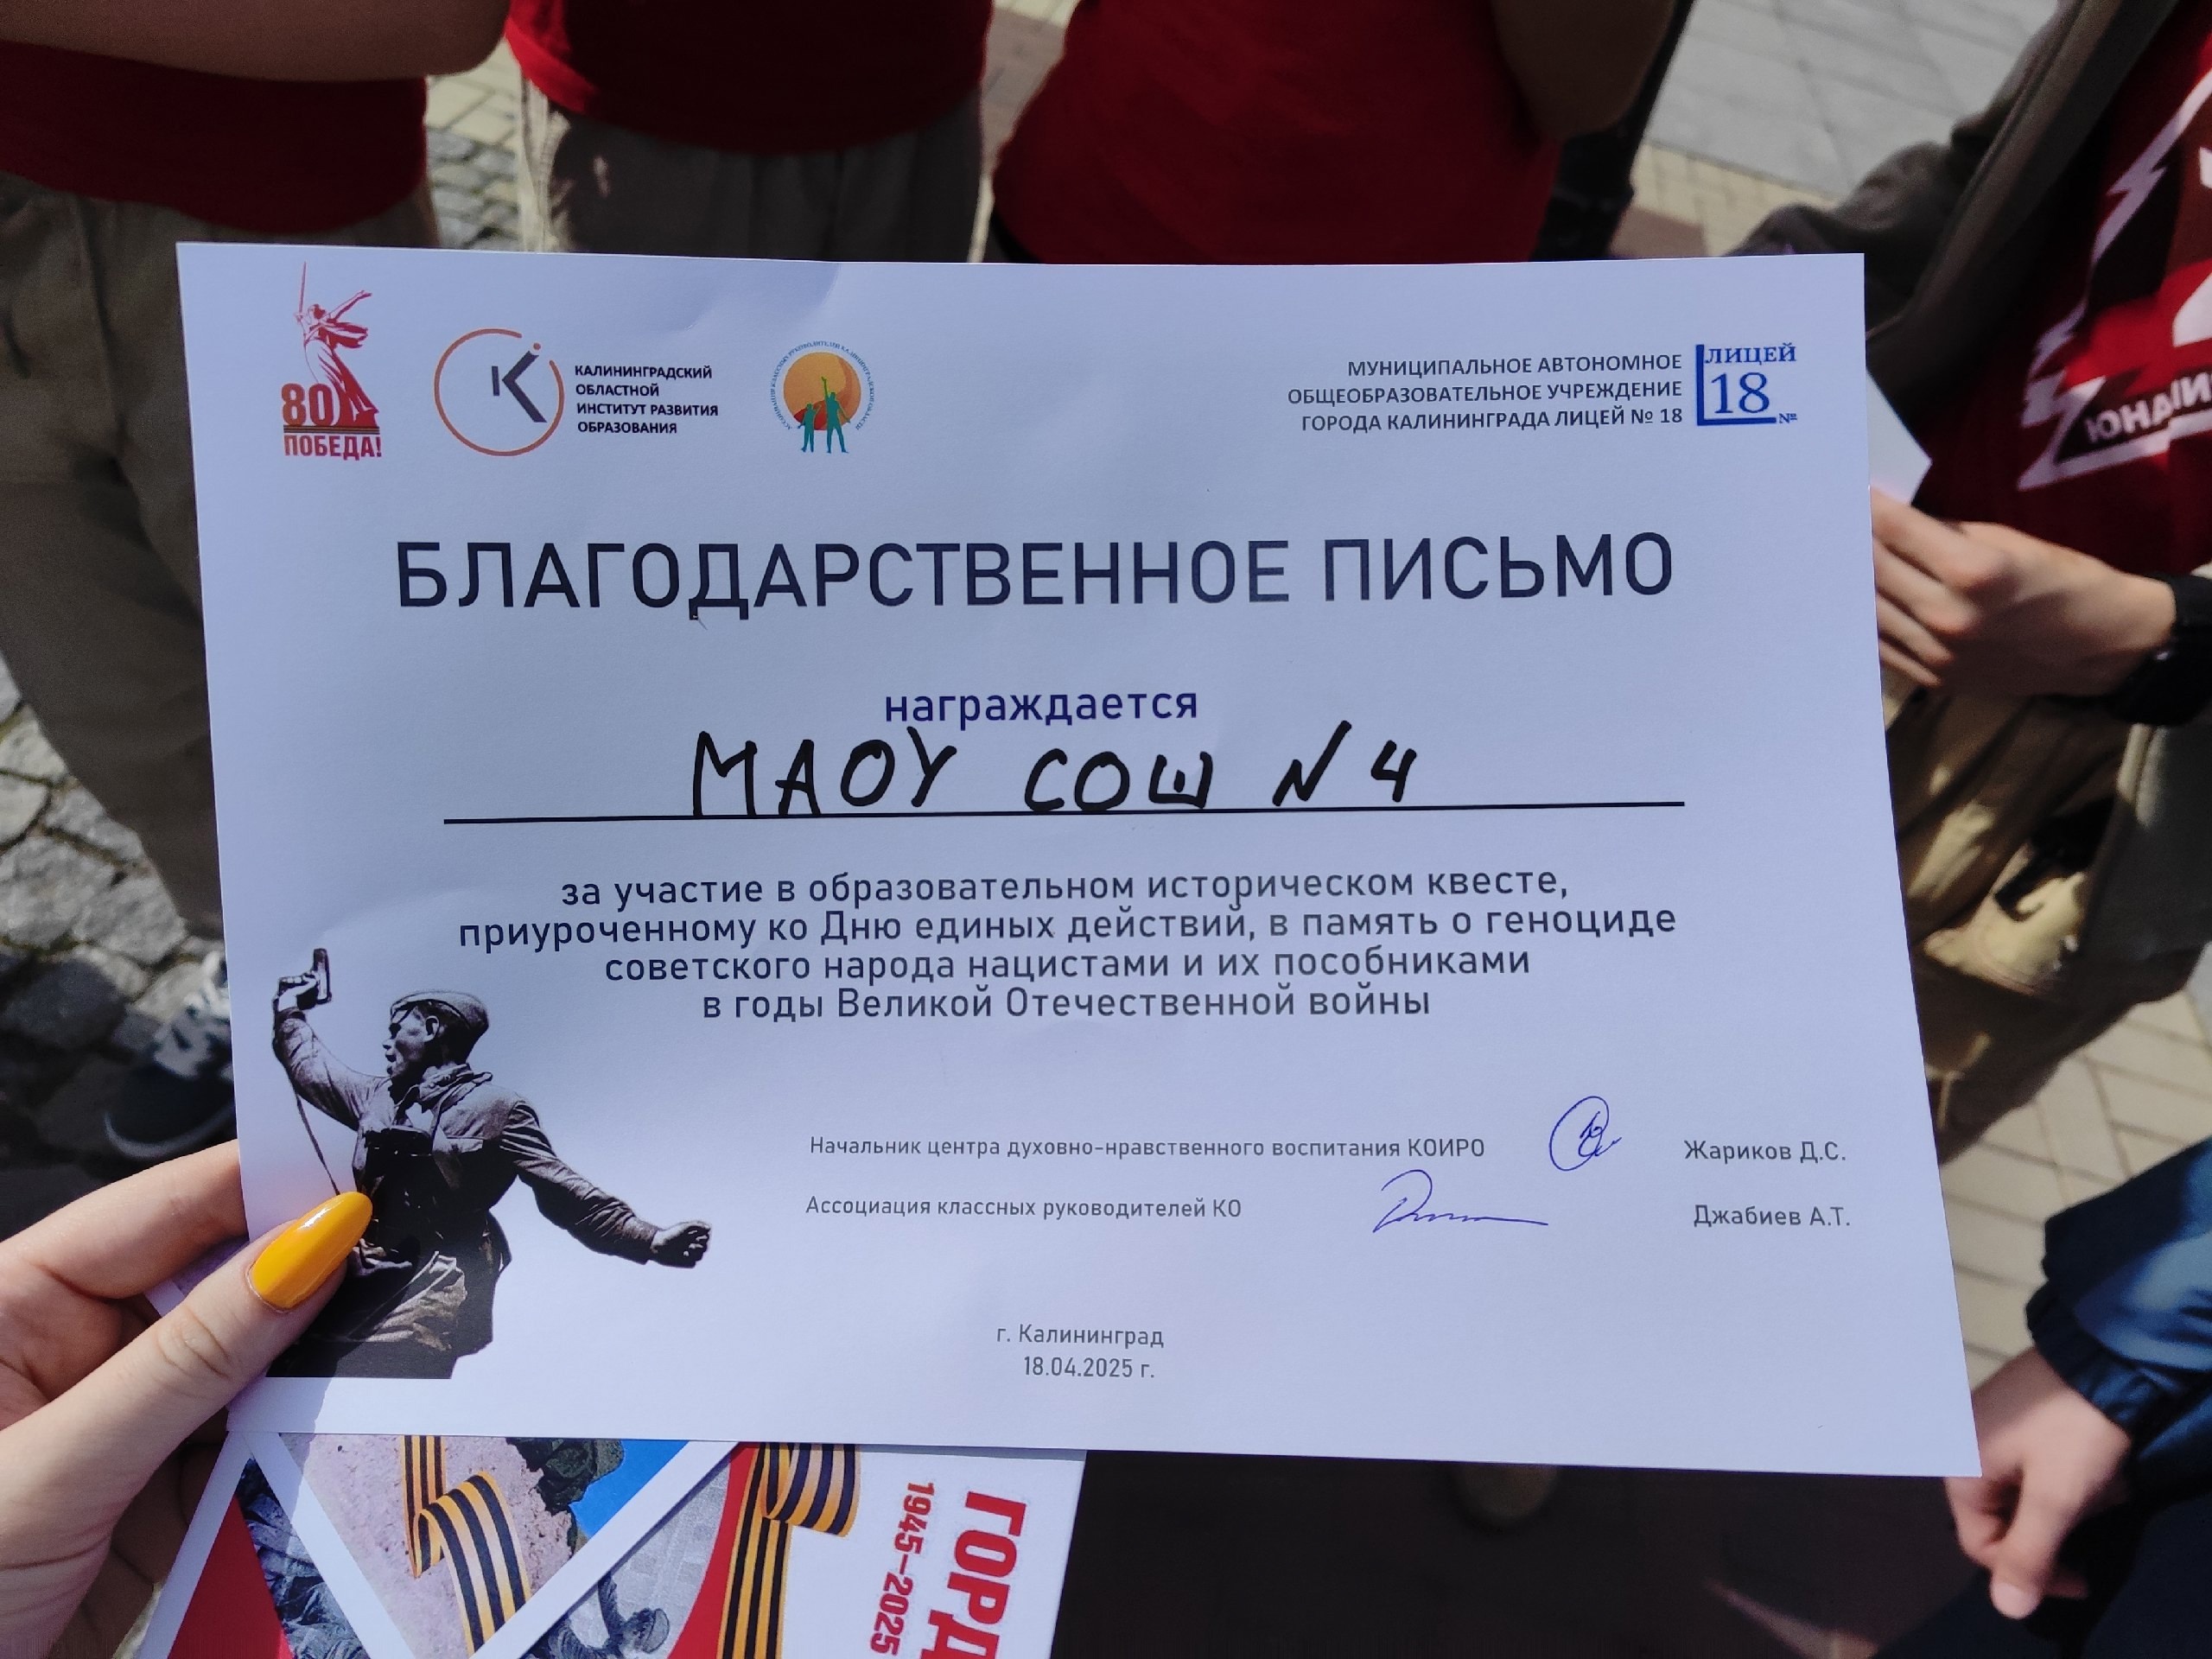 80
ПОБЕДА!
КАЛИНИНГРАДСКИЙ
ОБЛАСТНОЙ
ИНСТИТУТ РАЗВИТИЯ
ОБРАЗОВАНИЯ
МУНИЦИПАЛЬНОЕ АВТОНОМНОЕ
ОБЩЕОБРАЗОВАТЕЛЬНОЕ УЧРЕЖДЕНИЕ
ГОРОДА КАЛИНИНГРАДА ЛИЦЕЙ № 18
ЛИЦЕЙ
18
№
БЛАГОДАРСТВЕННОЕ ПИСЬМО
награждается
МАОУ СОШ N 4
за участие в образовательном историческом квесте,
приуроченному ко Дню единых действий, в память о геноциде
советского народа нацистами и их пособниками
в годы Великой Отечественной войны
Начальник центра духовно-нравственного воспитания КОИРО Жариков Д.С.
Ассоциация классных руководителей КО Джабиев А.Т.
г. Калининград
18.04.2025 г.
1945–2025